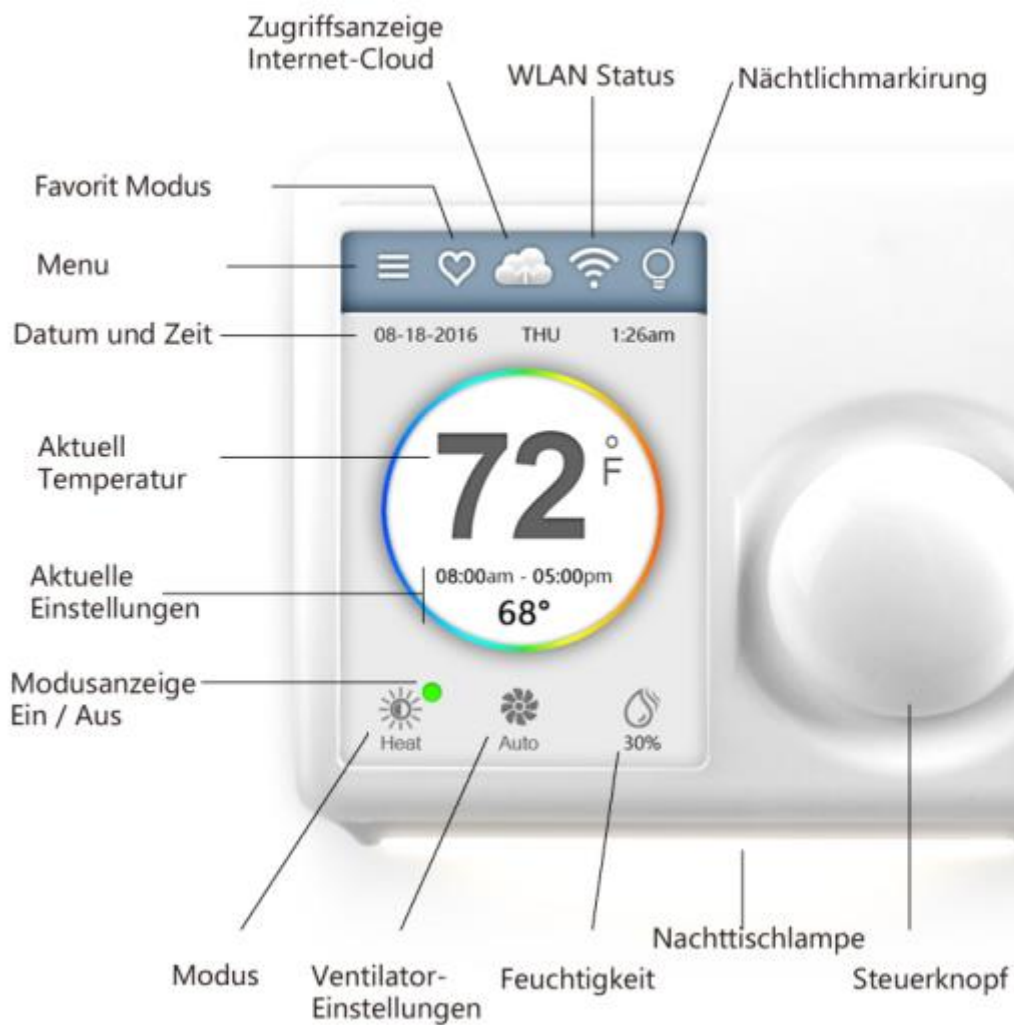 Zugriffsanzeige
Internet-Cloud
WLAN Status
Nächtlichmarkirung
Favorit Modus
Menu
Datum und Zeit
08-18-2016 THU 1:26am
Aktuell
Temperatur
72 °F
Aktuelle
Einstellungen
08:00am - 05:00pm
68°
Modusanzeige
Ein / Aus
Heat
Auto
30%
Nachttischlampe
Modus
Ventilator-
Einstellungen
Feuchtigkeit
Steuerknopf